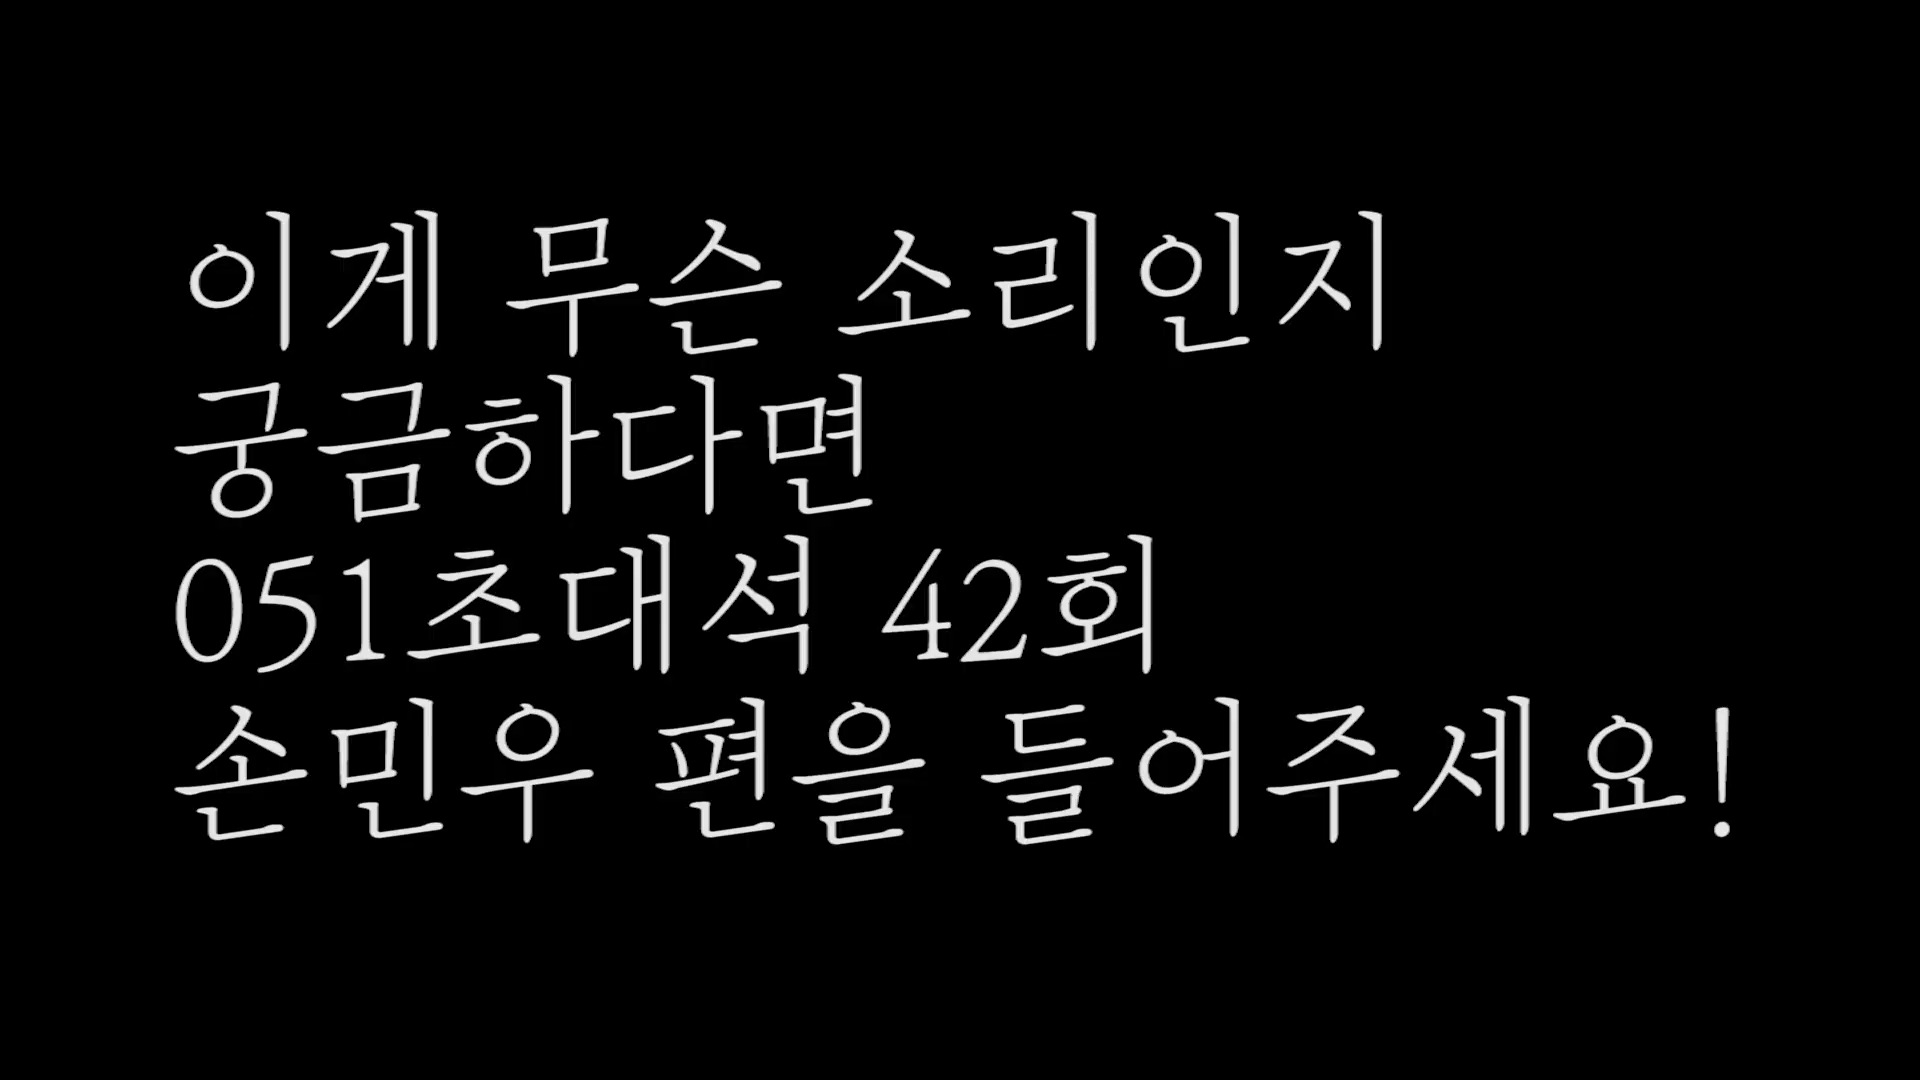 이게 무슨 소리인지
궁금하다면
051초대석 42회
손민우 편을 들어주세요!